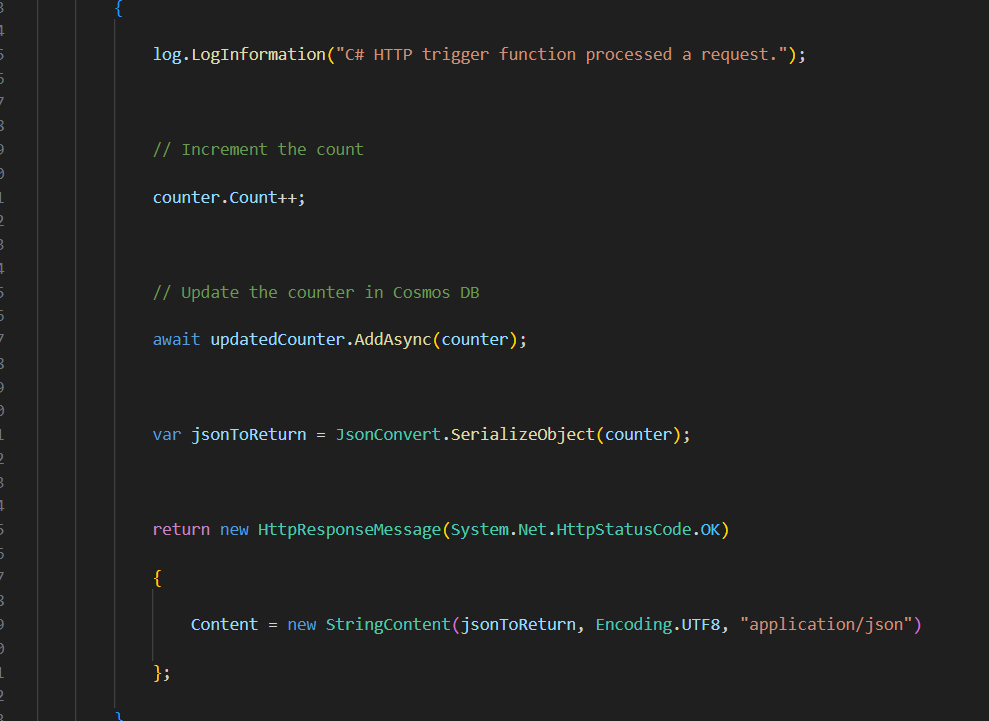 {
log.LogInformation("C# HTTP trigger function processed a request.");
// Increment the count
counter.Count++;
// Update the counter in Cosmos DB
await updatedCounter.AddAsync(counter);
var jsonToReturn = JsonConvert.SerializeObject(counter);
return new HttpResponseMessage(System.Net.HttpStatusCode.OK)
{
Content = new StringContent(jsonToReturn, Encoding.UTF8, "application/json")
};
}